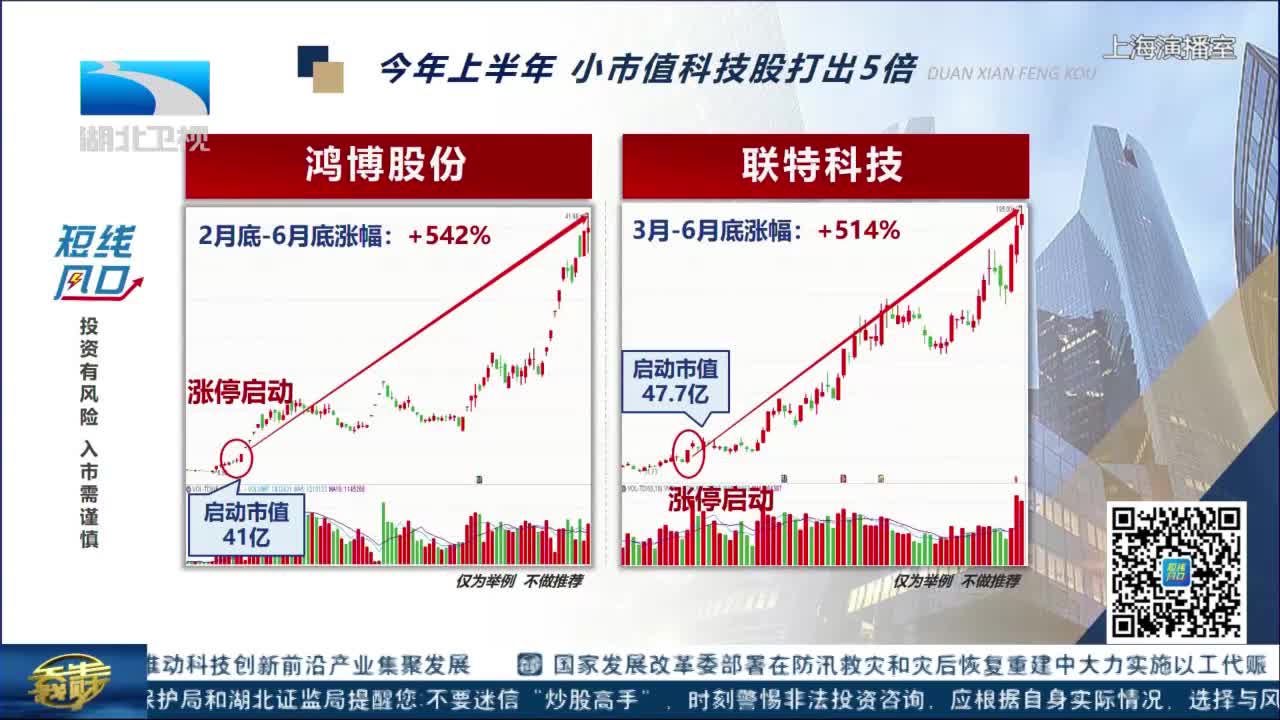 今年上半年 小市值科技股打出5倍
DUAN XIAN FENG KOU
上海演播室
湖北卫视
短线
风口
投资有风险 入市需谨慎
鸿博股份
2月底-6月底涨幅：+542%
涨停启动
启动市值
41亿
仅为举例 不做推荐
联特科技
3月-6月底涨幅：+514%
启动市值
47.7亿
涨停启动
仅为举例 不做推荐
短线
风口
推动科技创新前沿产业集聚发展 国家发展改革委部署在防汛救灾和灾后恢复重建中大力实施以工代赈
保护局和湖北证监局提醒您:不要迷信“炒股高手”，时刻警惕非法投资咨询，应根据自身实际情况，选择与风